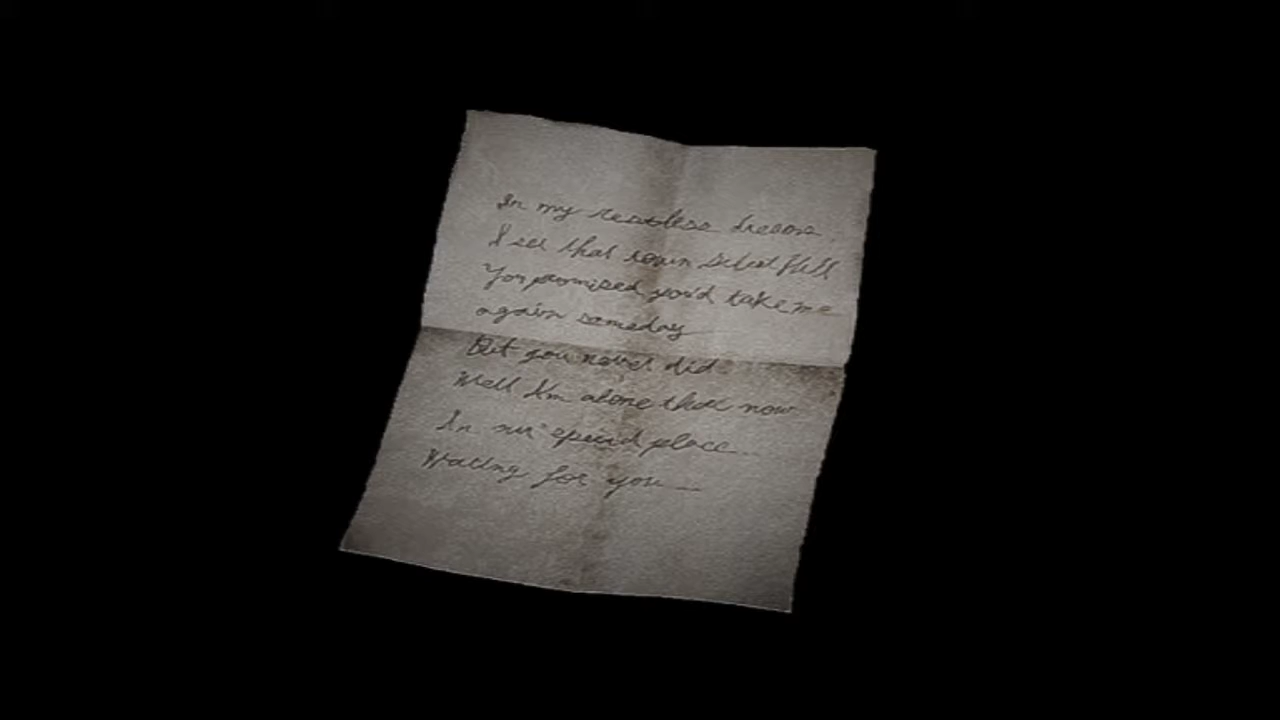 In my restless dreams,
I see that town Silent Hill
You promised you'd take me
again someday
But you never did.
Well I'm alone there now
In our special place...
Waiting for you...